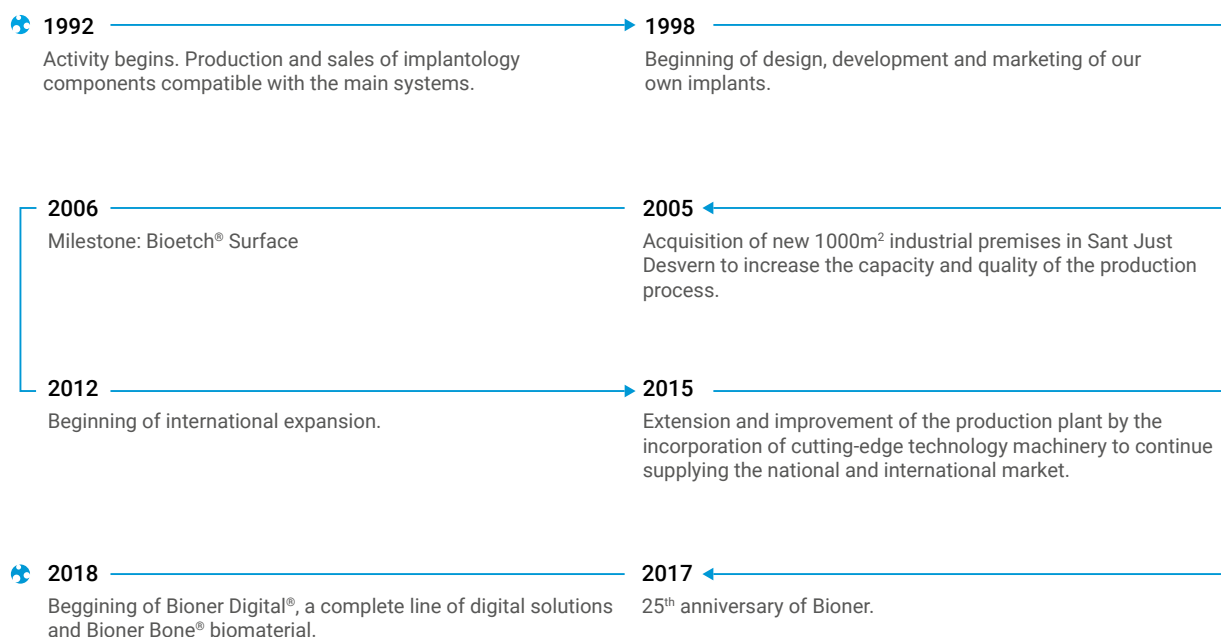 1992
Activity begins. Production and sales of implantology
components compatible with the main systems.
1998
Beginning of design, development and marketing of our
own implants.
2005
Acquisition of new 1000m² industrial premises in Sant Just
Desvern to increase the capacity and quality of the production
process.
2006
Milestone: Bioetch® Surface
2012
Beginning of international expansion.
2015
Extension and improvement of the production plant by the
incorporation of cutting-edge technology machinery to continue
supplying the national and international market.
2017
25th anniversary of Bioner.
2018
Beggining of Bioner Digital®, a complete line of digital solutions
and Bioner Bone® biomaterial.